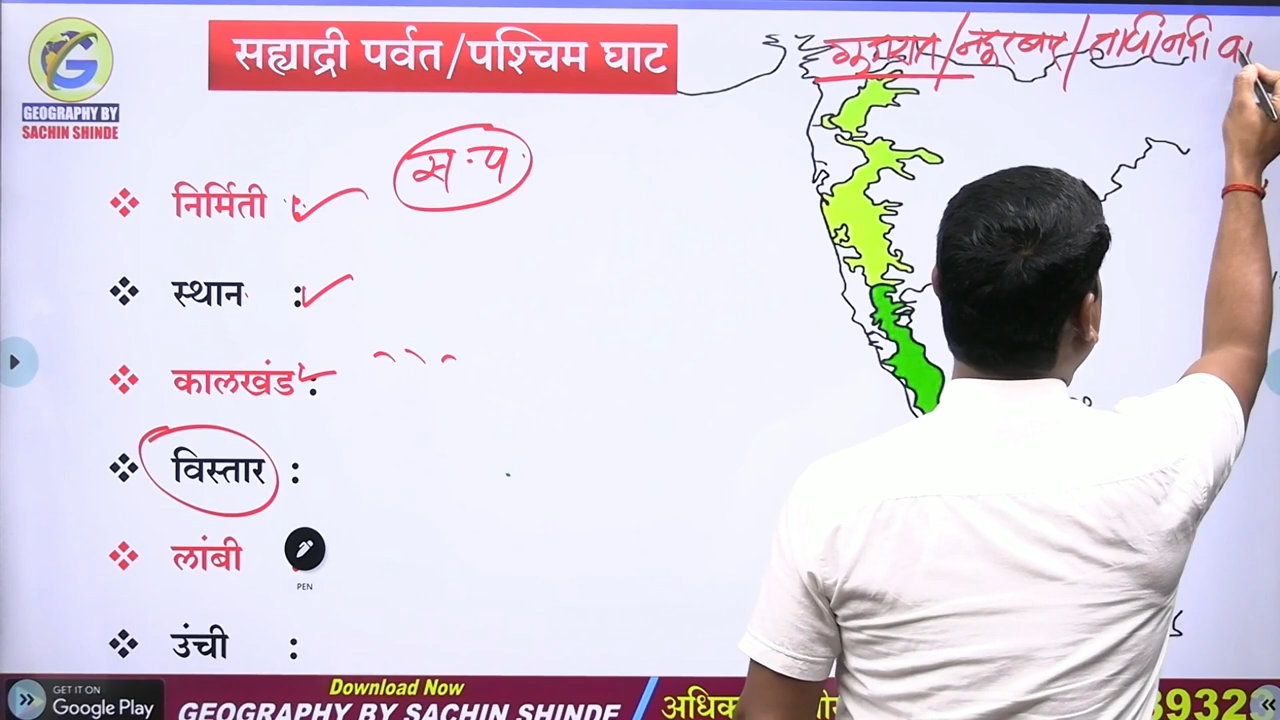 सह्याद्री पर्वत/पश्चिम घाट
गुजरात/नंदूरबार/तापी नदी
GEOGRAPHY BY
SACHIN SHINDE
स. प.
निर्मिती :
स्थान :
कालखंड :
विस्तार :
लांबी
PEN
उंची :
GET IT ON
Google Play
Download Now
GEOGRAPHY BY SACHIN SHINDE